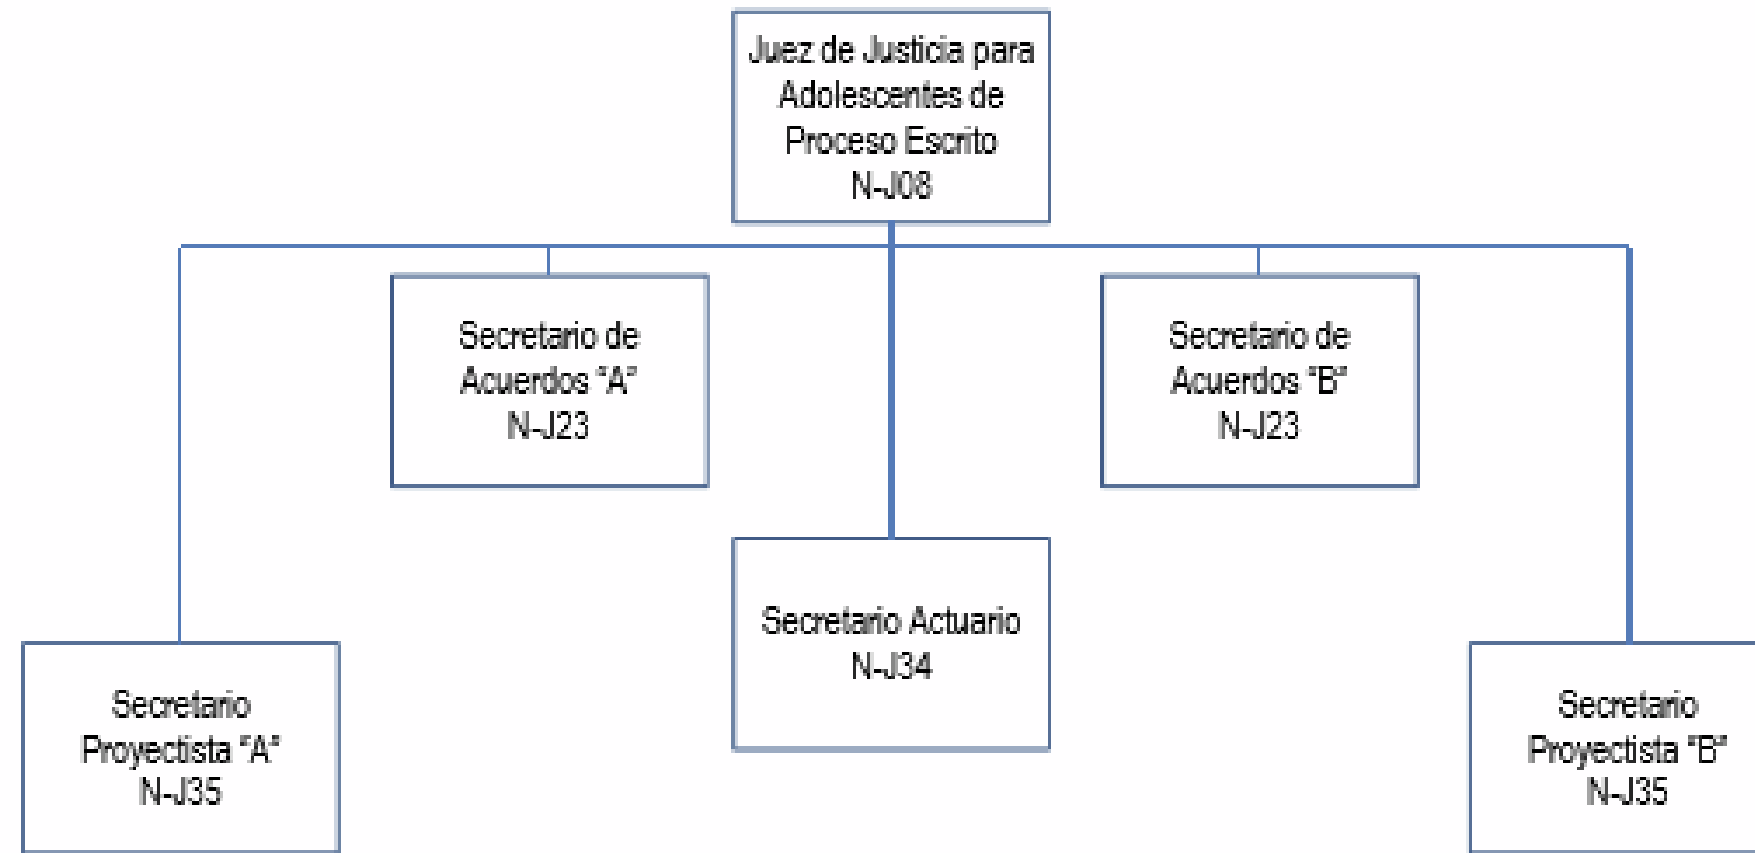 Juez de Justicia para
Adolescentes de
Proceso Escrito
N-J08
Secretario de
Acuerdos "A"
N-J23
Secretario de
Acuerdos "B"
N-J23
Secretario Actuario
N-J34
Secretario
Proyectista "A"
N-J35
Secretario
Proyectista "B"
N-J35